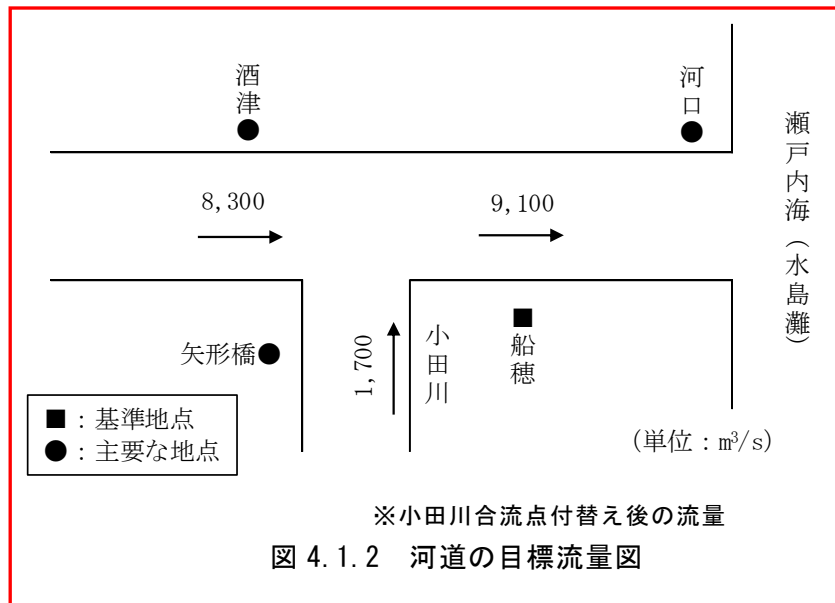 酒津
河口
瀬戸内海(水島灘)
8,300
9,100
矢形橋
1,700
小田川
船穂
■:基準地点
●:主要な地点
(単位:m³/s)
※小田川合流点付替え後の流量
図 4.1.2 河道の目標流量図